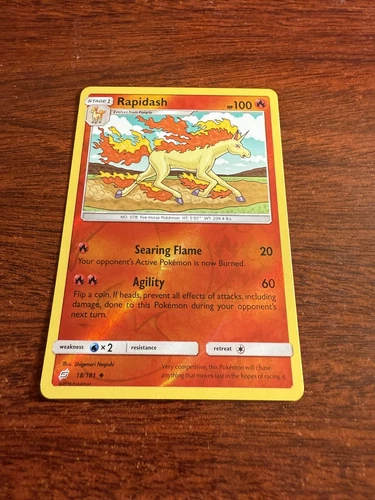 STAGE 1
Rapidash
HP100
Evolves from Ponyta
NO. 078 Fire Horse Pokémon HT: 5'07" WT: 209.4 lbs.
Searing Flame 20
Your opponent's Active Pokémon is now Burned.
Agility 60
Flip a coin. If heads, prevent all effects of attacks, including
damage, done to this Pokémon during your opponent's
next turn.
weakness ×2 resistance retreat
Illus. Shigenori Negishi
18/181
Very competitive, this Pokémon will chase
anything that moves fast in the hopes of racing it.